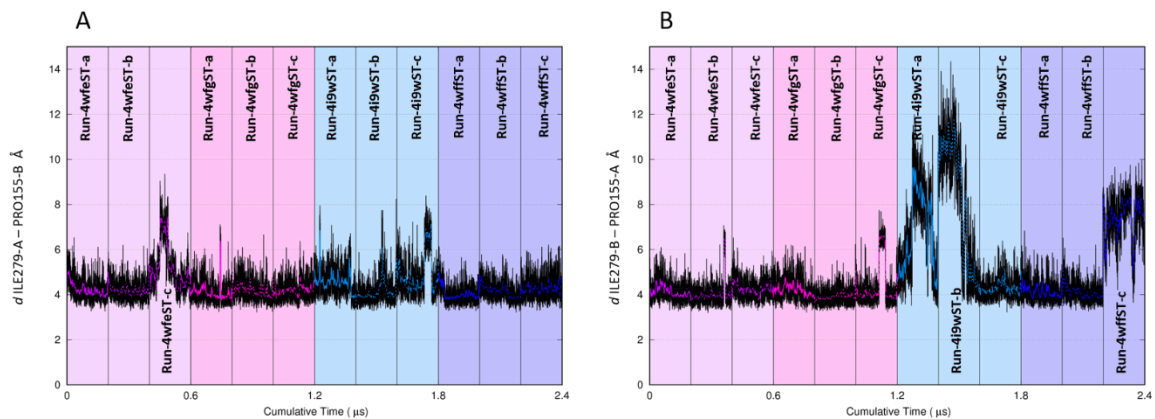 A
Run-4wfeST-a
Run-4wfeST-b
Run-4wfeST-c
Run-4wfgST-a
Run-4wfgST-b
Run-4wfgST-c
Run-4i9wST-a
Run-4i9wST-b
Run-4i9wST-c
Run-4wffST-a
Run-4wffST-b
Run-4wffST-c
d ILE279-A – PRO155-B Å
14
12
10
8
6
4
2
0
0
0.6
1.2
1.8
2.4
Cumulative Time ( μs)
B
Run-4wfeST-a
Run-4wfeST-b
Run-4wfeST-c
Run-4wfgST-a
Run-4wfgST-b
Run-4wfgST-c
Run-4i9wST-a
Run-4i9wST-b
Run-4i9wST-c
Run-4wffST-a
Run-4wffST-b
Run-4wffST-c
d ILE279-B – PRO155-A Å
14
12
10
8
6
4
2
0
0
0.6
1.2
1.8
2.4
Cumulative Time ( μs)